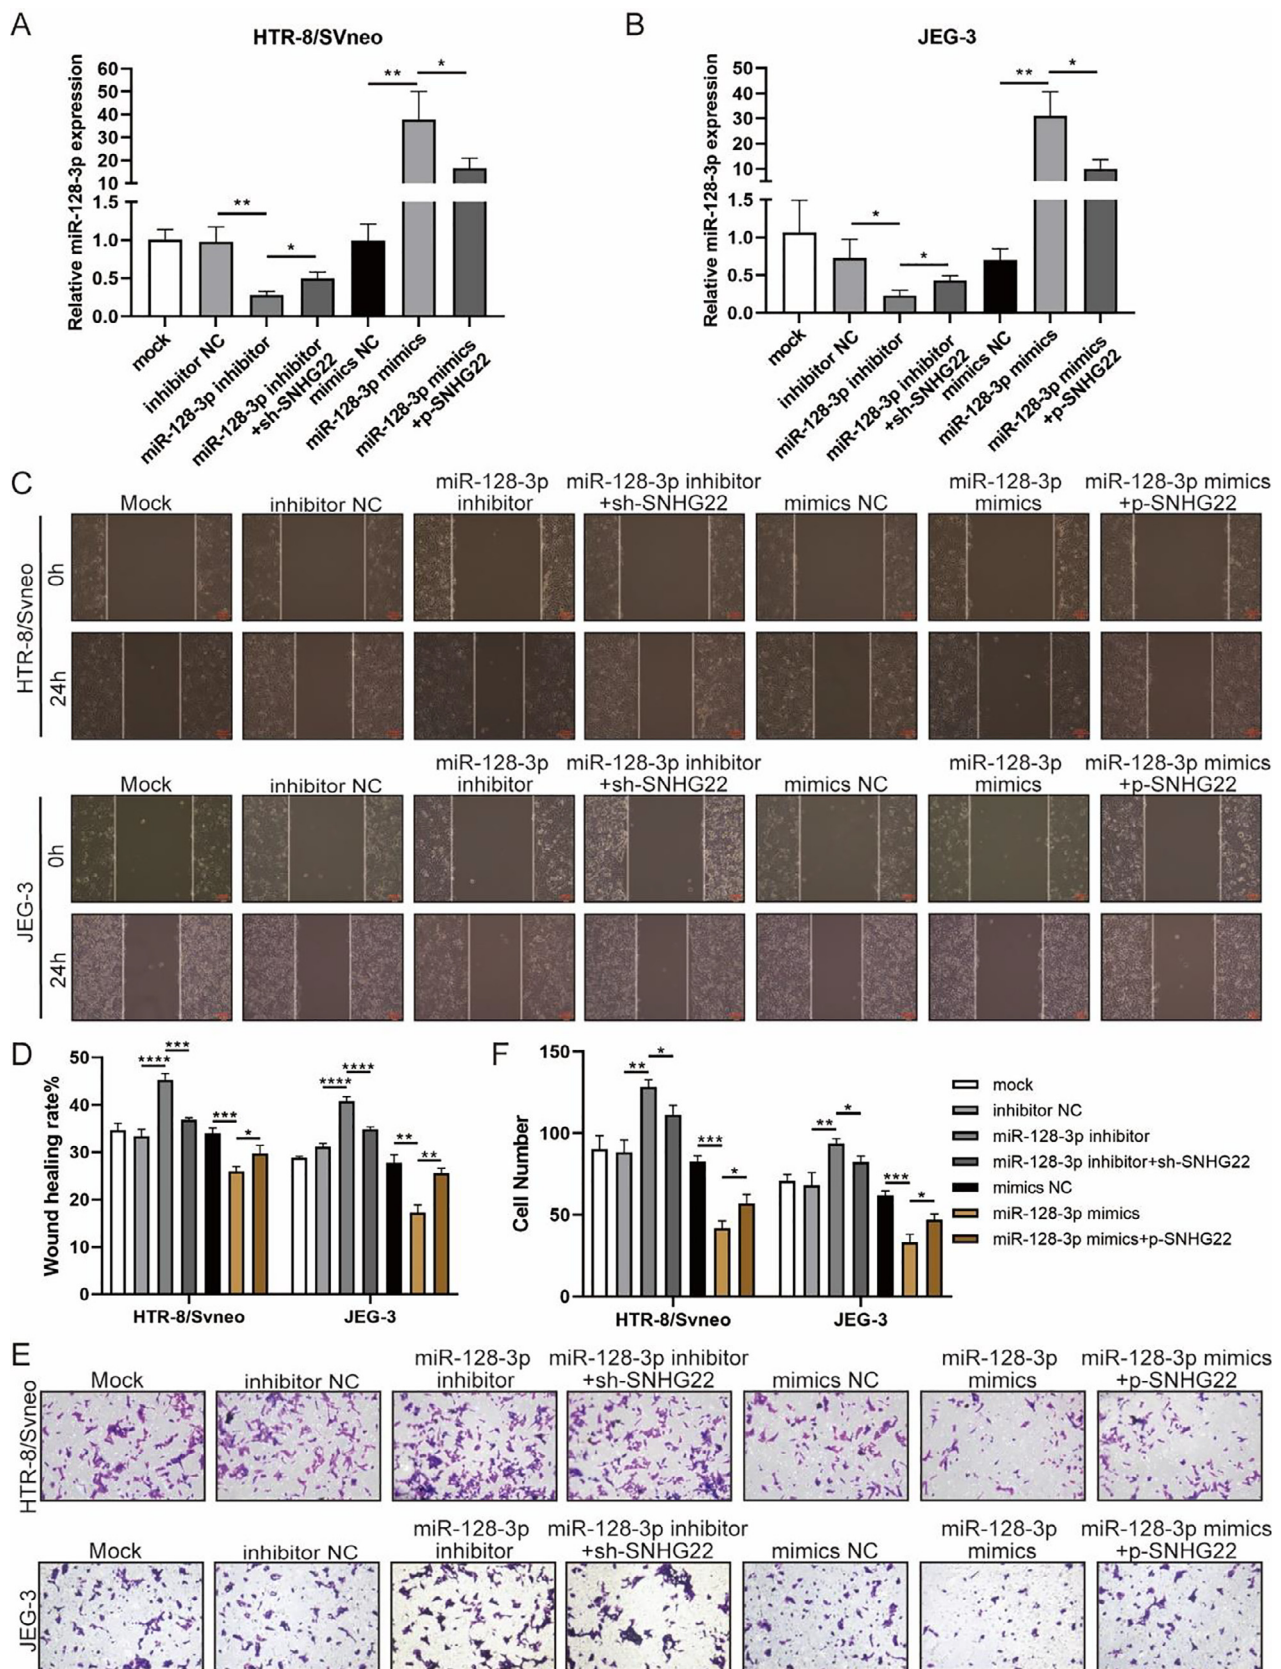 A
HTR-8/SVneo
Relative miR-128-3p expression
60
50
40
30
20
10
1.5
1.0
0.5
0.0
**
*
**
*
mock
inhibitor NC
miR-128-3p inhibitor
miR-128-3p inhibitor
+sh-SNHG22
mimics NC
miR-128-3p mimics
miR-128-3p mimics
+p-SNHG22
B
JEG-3
Relative miR-128-3p expression
50
40
30
20
10
1.5
1.0
0.5
0.0
*
*
**
*
mock
inhibitor NC
miR-128-3p inhibitor
miR-128-3p inhibitor
+sh-SNHG22
mimics NC
miR-128-3p mimics
miR-128-3p mimics
+p-SNHG22
C
HTR-8/Svneo
Mock
inhibitor NC
miR-128-3p
inhibitor
miR-128-3p inhibitor
+sh-SNHG22
mimics NC
miR-128-3p
mimics
miR-128-3p mimics
+p-SNHG22
0h
24h
JEG-3
Mock
inhibitor NC
miR-128-3p
inhibitor
miR-128-3p inhibitor
+sh-SNHG22
mimics NC
miR-128-3p
mimics
miR-128-3p mimics
+p-SNHG22
0h
24h
D
Wound healing rate%
50
40
30
20
10
0
****
***
***
*
****
****
**
**
HTR-8/Svneo
JEG-3
F
Cell Number
150
100
50
0
**
*
***
*
**
*
***
*
HTR-8/Svneo
JEG-3
mock
inhibitor NC
miR-128-3p inhibitor
miR-128-3p inhibitor+sh-SNHG22
mimics NC
miR-128-3p mimics
miR-128-3p mimics+p-SNHG22
E
HTR-8/Svneo
Mock
inhibitor NC
miR-128-3p
inhibitor
miR-128-3p inhibitor
+sh-SNHG22
mimics NC
miR-128-3p
mimics
miR-128-3p mimics
+p-SNHG22
JEG-3
Mock
inhibitor NC
miR-128-3p
inhibitor
miR-128-3p inhibitor
+sh-SNHG22
mimics NC
miR-128-3p
mimics
miR-128-3p mimics
+p-SNHG22